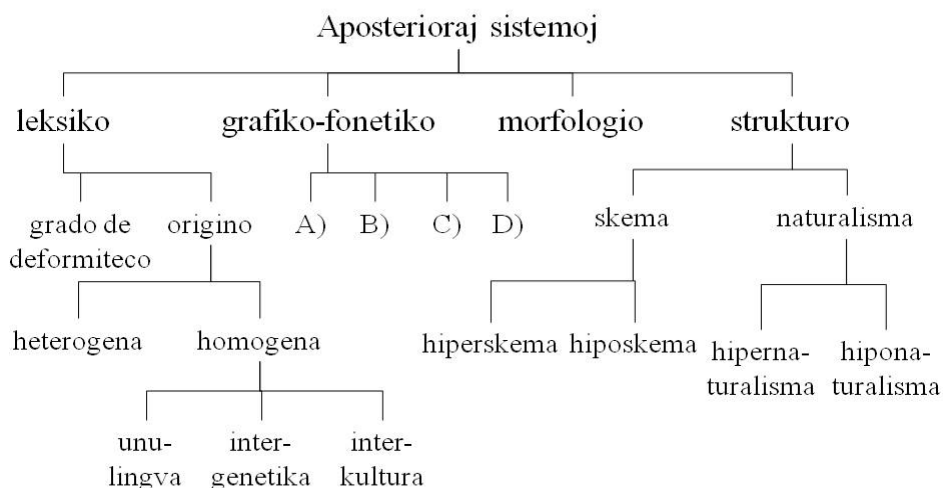 Aposterioraj sistemoj
leksiko grafiko-fonetiko morfologio strukturo
grado de
deformiteco
origino
A) B) C) D)
skema
naturalisma
heterogena
homogena
hiperskema
hiposkema
hiperna-
turalisma
hipona-
turalisma
unu-
lingva
inter-
genetika
inter-
kultura